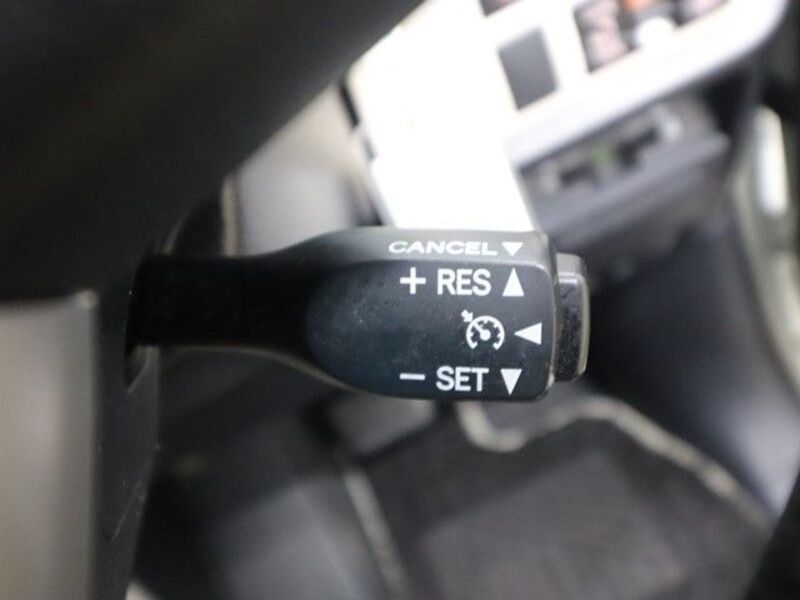 CANCEL ▼
+ RES ▲
◀
− SET ▼